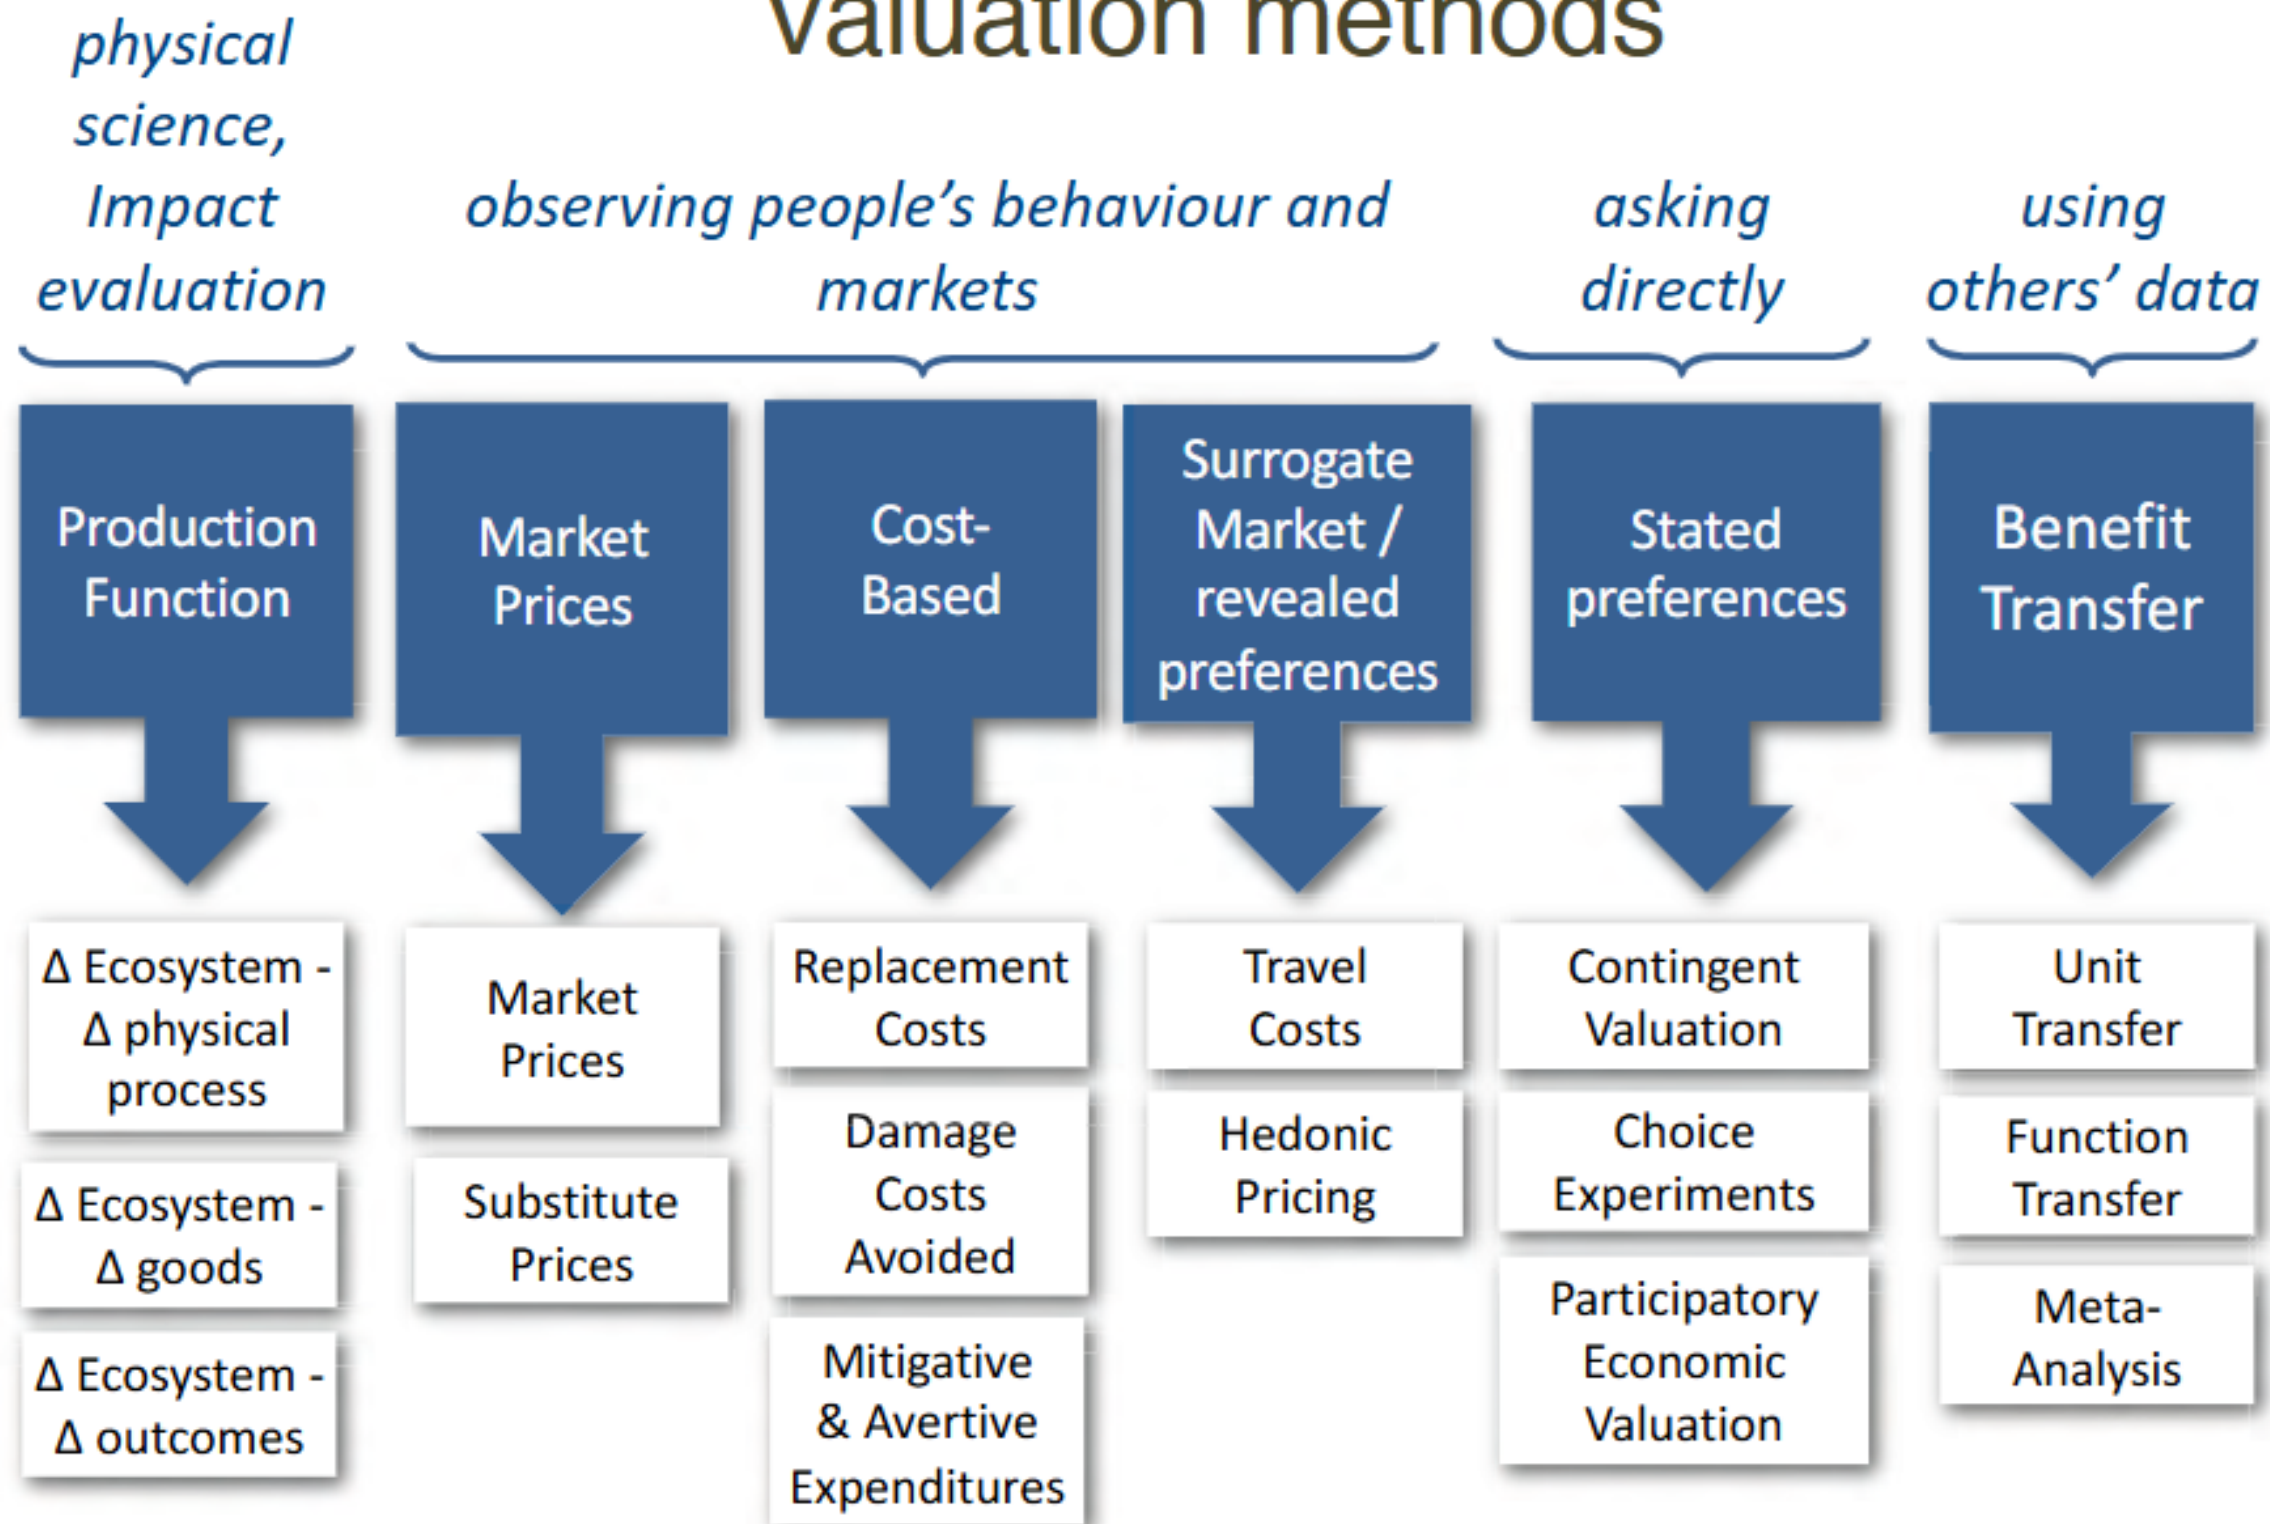 Valuation methods
physical
science,
Impact
evaluation
observing people's behaviour and
markets
asking
directly
using
others' data
Production
Function
Market
Prices
Cost-
Based
Surrogate
Market /
revealed
preferences
Stated
preferences
Benefit
Transfer
Δ Ecosystem -
Δ physical
process
Δ Ecosystem -
Δ goods
Δ Ecosystem -
Δ outcomes
Market
Prices
Substitute
Prices
Replacement
Costs
Damage
Costs
Avoided
Mitigative
& Avertive
Expenditures
Travel
Costs
Hedonic
Pricing
Contingent
Valuation
Choice
Experiments
Participatory
Economic
Valuation
Unit
Transfer
Function
Transfer
Meta-
Analysis